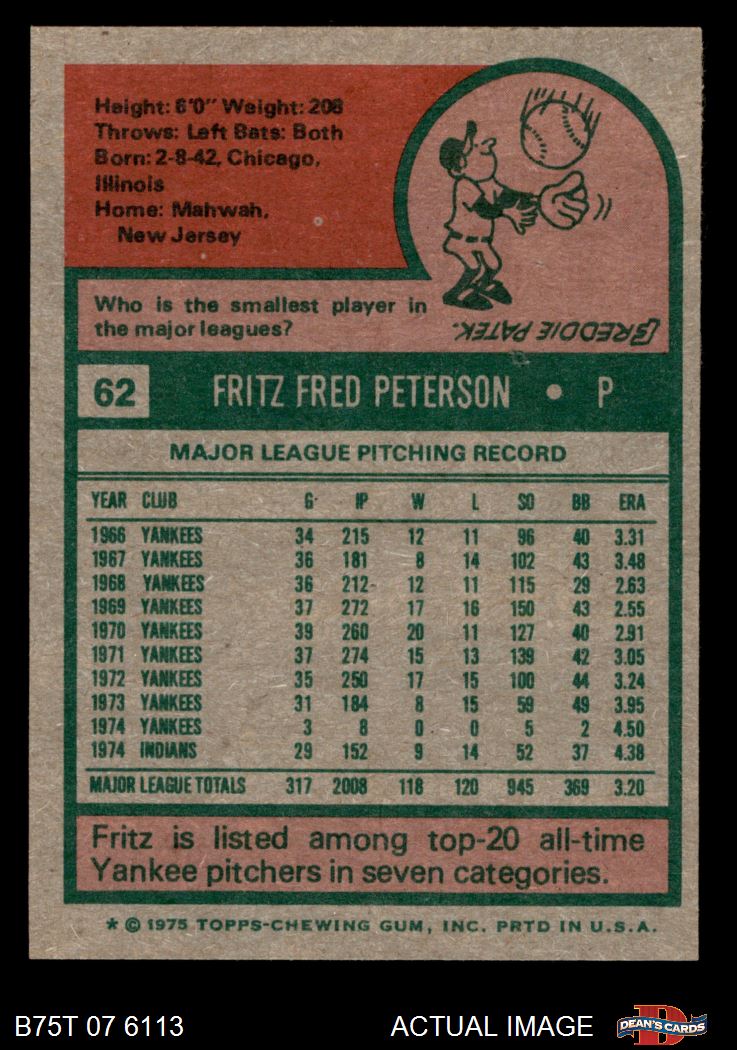 Height: 6'0" Weight: 208
Throws: Left Bats: Both
Born: 2-8-42, Chicago,
Illinois
Home: Mahwah,
New Jersey
Who is the smallest player in
the major leagues?
FREDDIE PATEK.
62 FRITZ FRED PETERSON • P
MAJOR LEAGUE PITCHING RECORD
YEAR CLUB G IP W L SO BB ERA
1966 YANKEES 34 215 12 11 96 40 3.31
1967 YANKEES 36 181 8 14 102 43 3.48
1968 YANKEES 36 212 12 11 115 29 2.63
1969 YANKEES 37 272 17 16 150 43 2.55
1970 YANKEES 39 260 20 11 127 40 2.91
1971 YANKEES 37 274 15 13 139 42 3.05
1972 YANKEES 35 250 17 15 100 44 3.24
1973 YANKEES 31 184 8 15 59 49 3.95
1974 YANKEES 3 8 0 0 5 2 4.50
1974 INDIANS 29 152 9 14 52 37 4.38
MAJOR LEAGUE TOTALS 317 2008 118 120 945 369 3.20
Fritz is listed among top-20 all-time
Yankee pitchers in seven categories.
* © 1975 TOPPS-CHEWING GUM, INC. PRTD IN U.S.A.
B75T 07 6113 ACTUAL IMAGE D DEAN'S CARDS